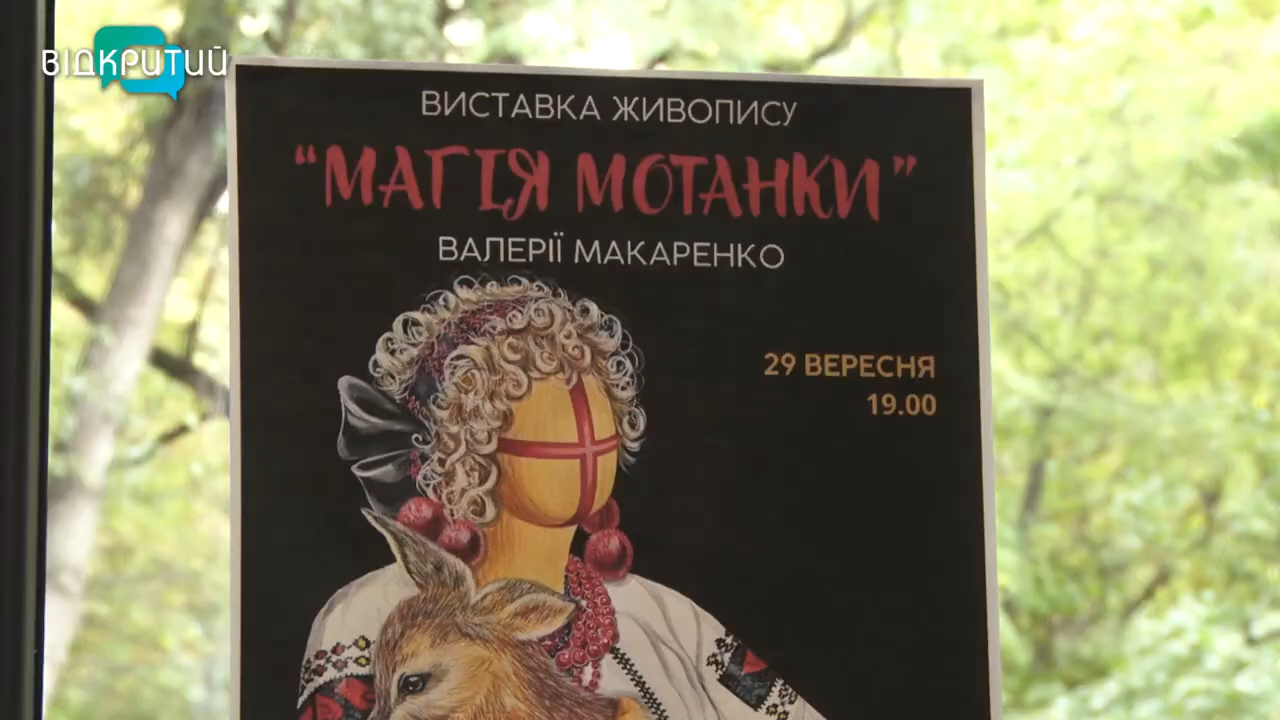 ВІДКРИТИЙ
ВИСТАВКА ЖИВОПИСУ
“МАГІЯ МОТАНКИ”
ВАЛЕРІЇ МАКАРЕНКО
29 ВЕРЕСНЯ
19.00